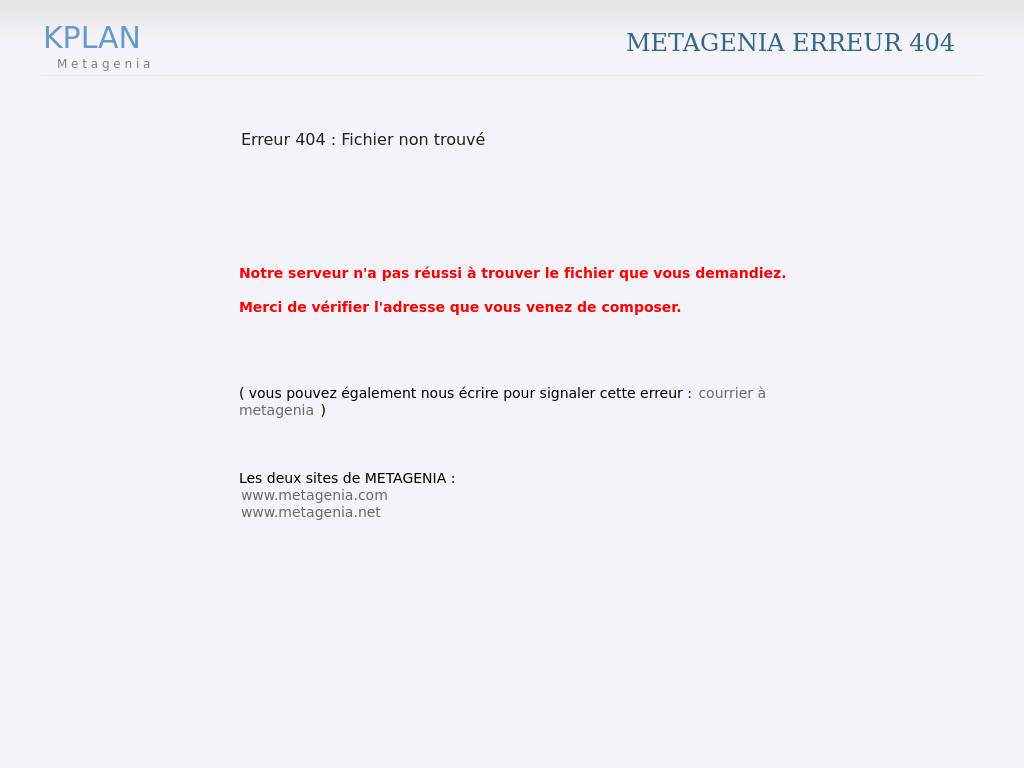 KPLAN
Metagenia
METAGENIA ERREUR 404
Erreur 404 : Fichier non trouvé
Notre serveur n'a pas réussi à trouver le fichier que vous demandiez.
Merci de vérifier l'adresse que vous venez de composer.
( vous pouvez également nous écrire pour signaler cette erreur : courrier à
metagenia )
Les deux sites de METAGENIA :
www.metagenia.com
www.metagenia.net